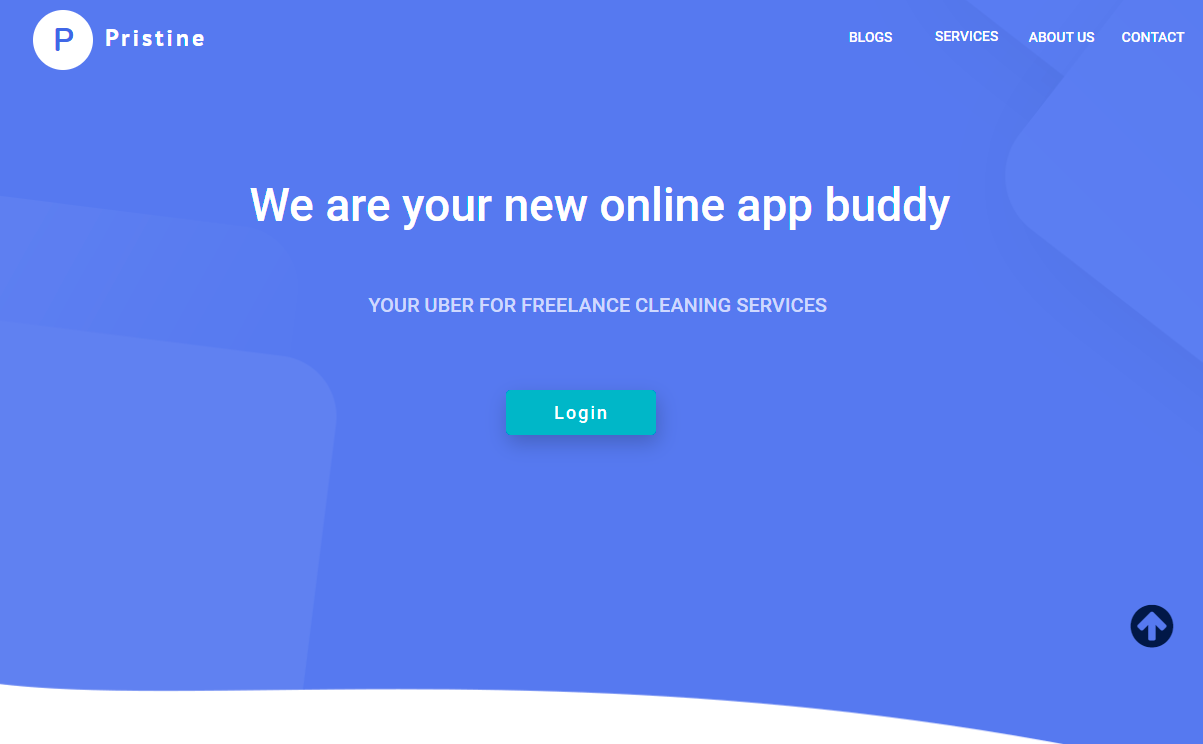 P Pristine
BLOGS SERVICES ABOUT US CONTACT
We are your new online app buddy
YOUR UBER FOR FREELANCE CLEANING SERVICES
Login